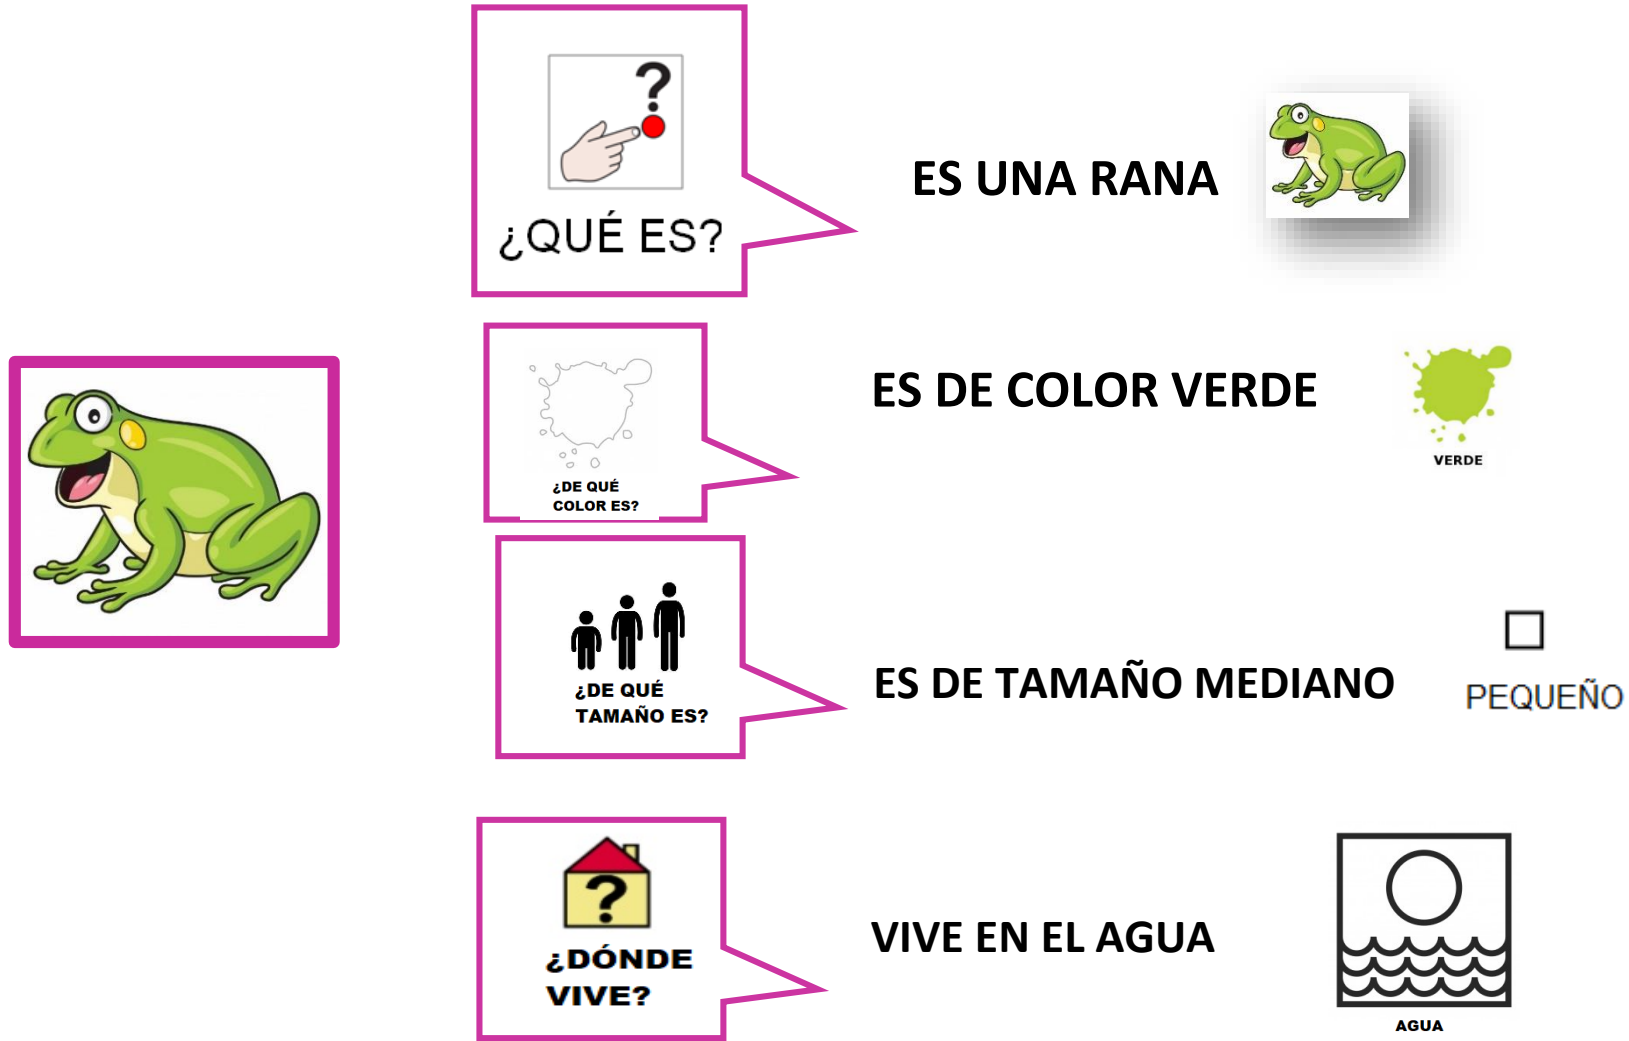 ?
¿QUÉ ES?
ES UNA RANA
¿DE QUÉ
COLOR ES?
ES DE COLOR VERDE
VERDE
¿DE QUÉ
TAMAÑO ES?
ES DE TAMAÑO MEDIANO
PEQUEÑO
?
¿DÓNDE
VIVE?
VIVE EN EL AGUA
AGUA